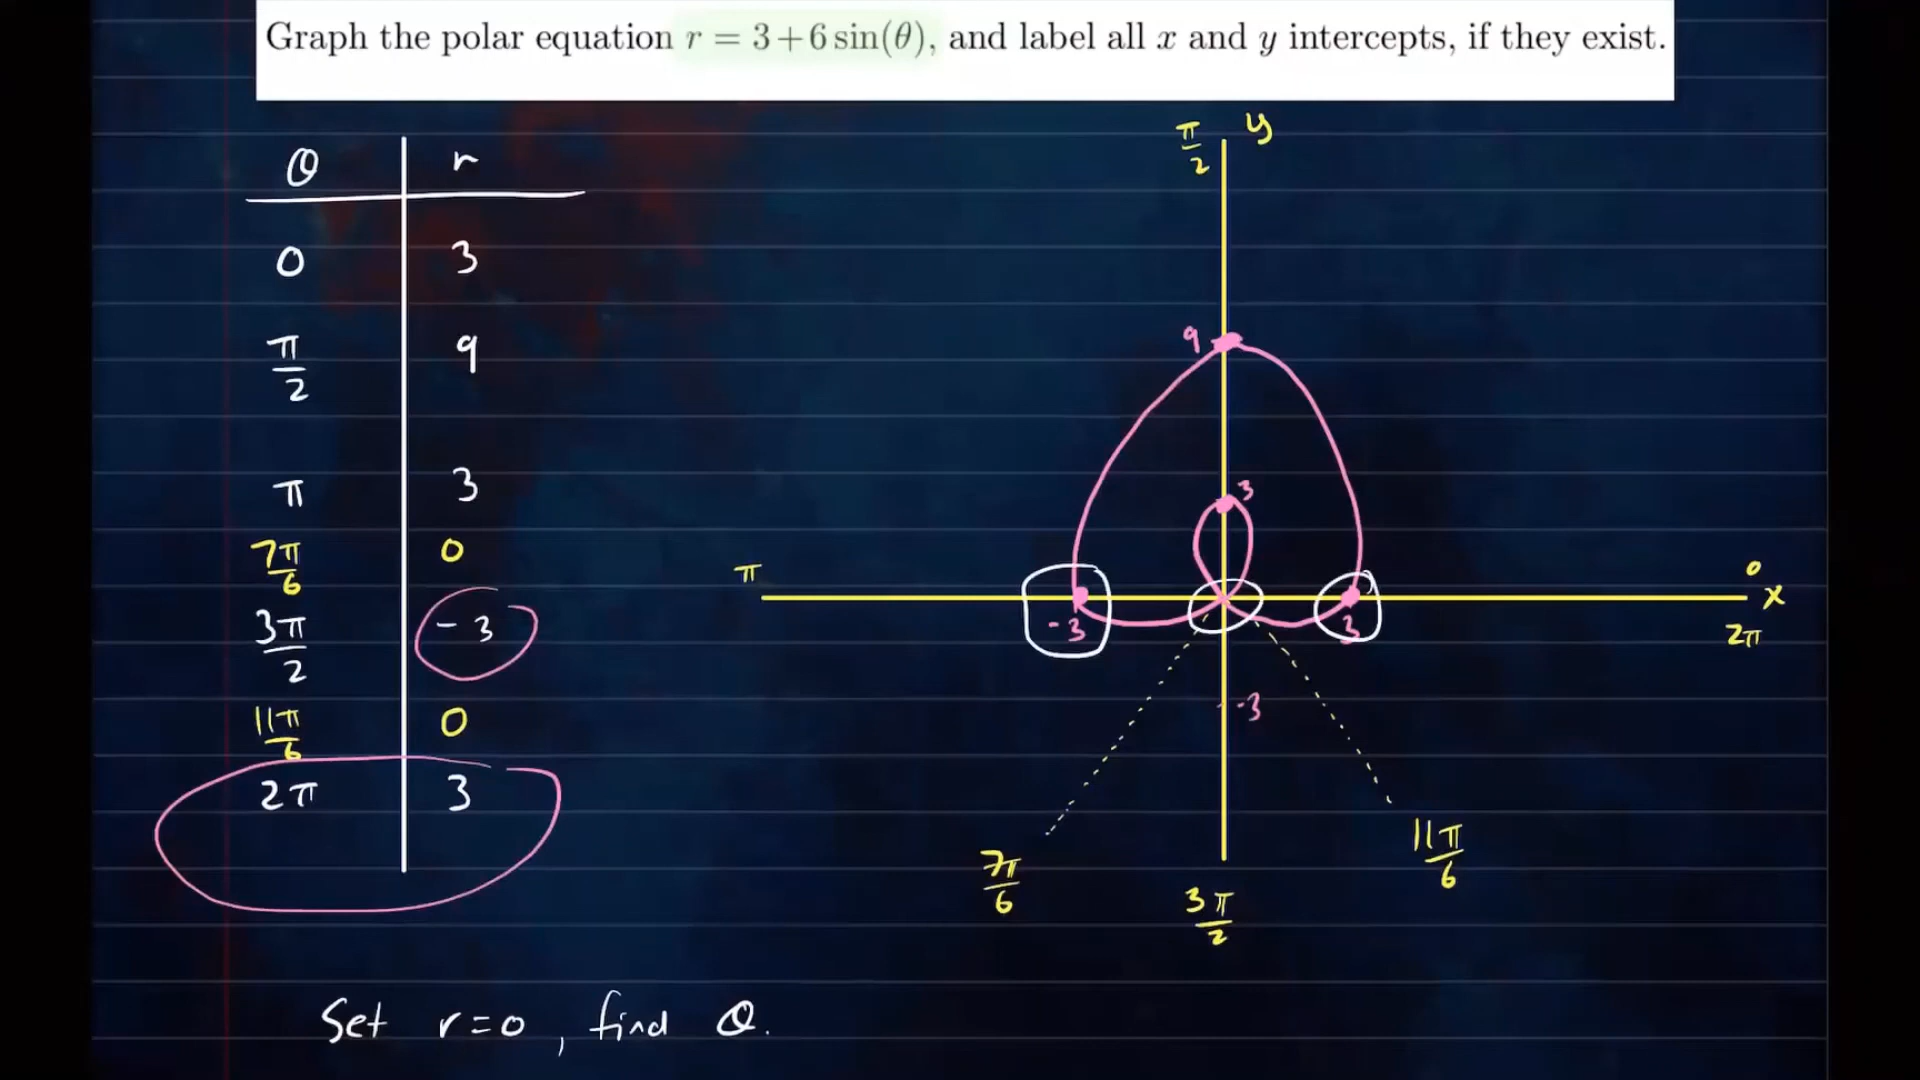 Graph the polar equation r = 3+6 sin(θ), and label all x and y intercepts, if they exist.
θ r
0 3
π/2 9
π 3
7π/6 0
3π/2 -3
11π/6 0
2π 3
Set r=0, find θ.
π/2 y
9
3
π
0
x
2π
-3
3
-3
7π/6
11π/6
3π/2